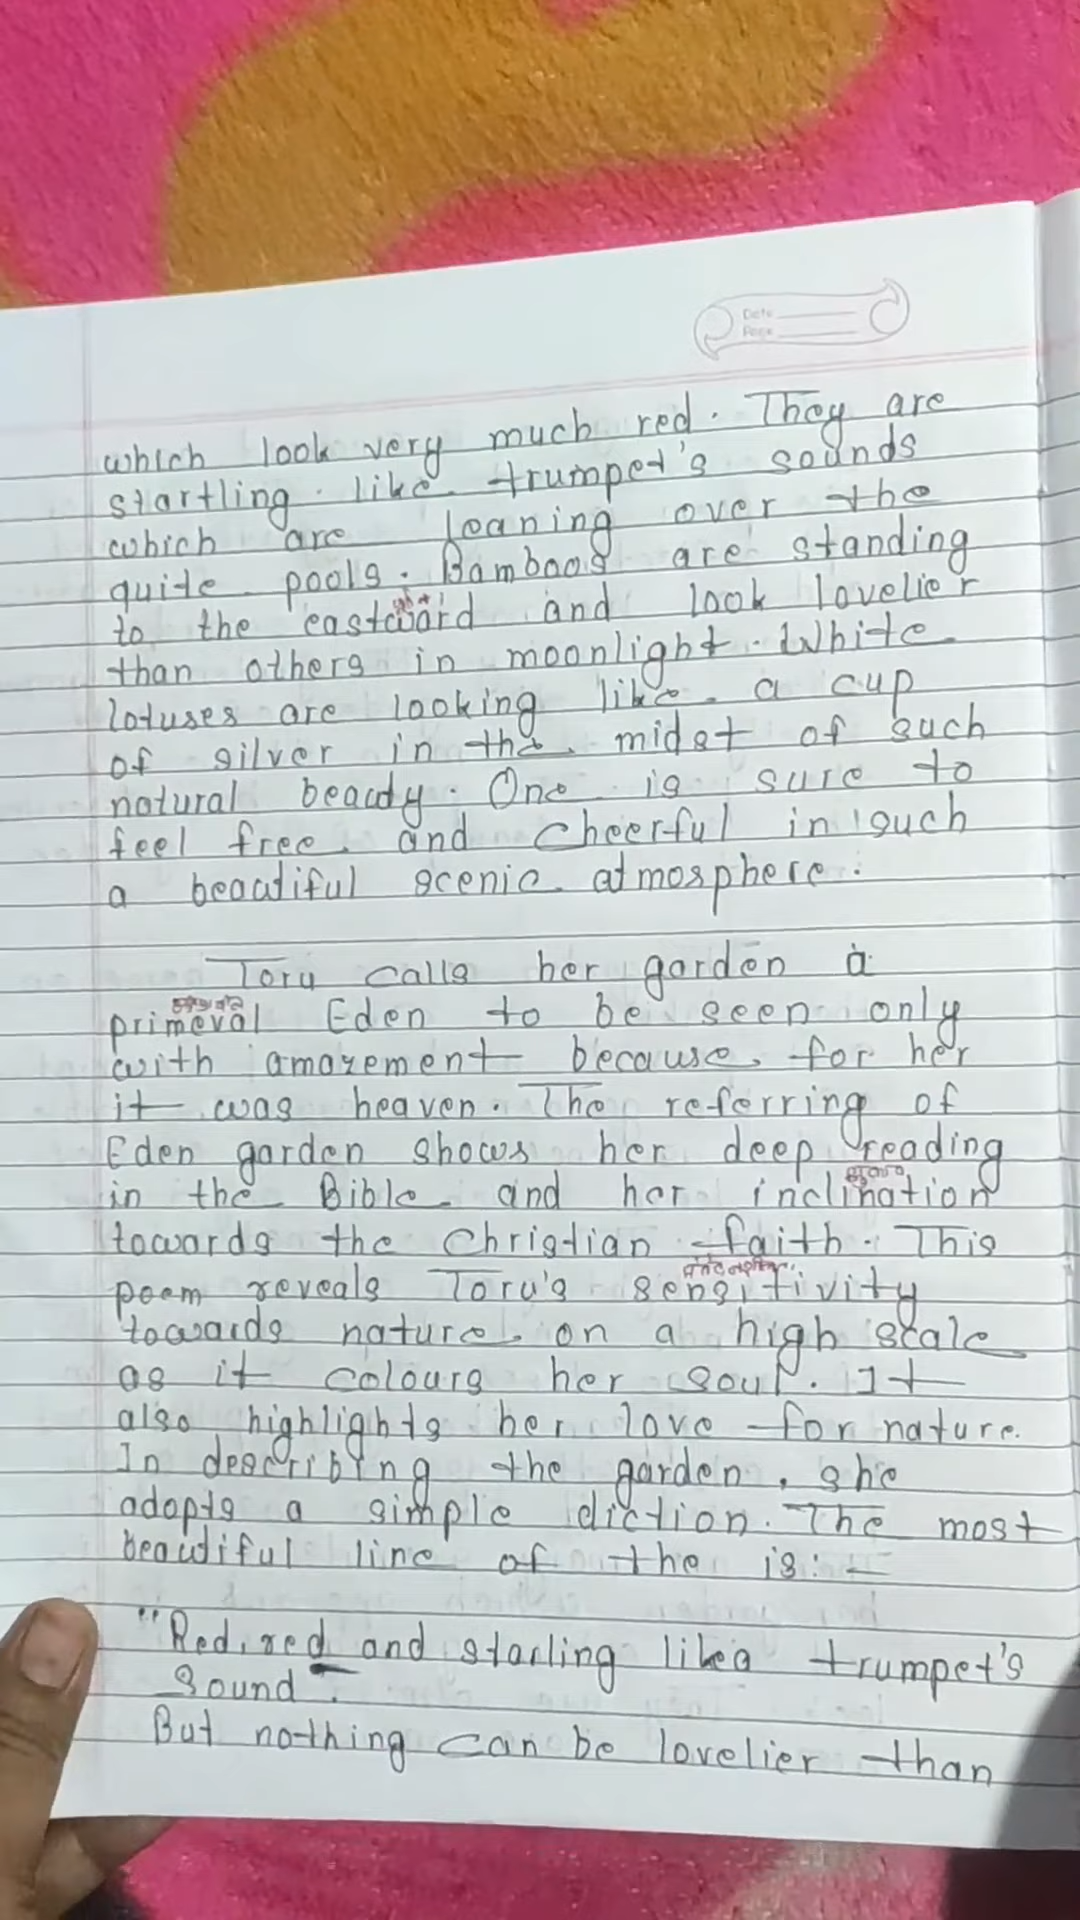 Date
Page
which look very much red. They are
startling like trumpet's sounds
which are leaning over the
quite pools. Bamboos are standing
to the eastward and look lovelier
than others in moonlight. White
lotuses are looking like a cup
of silver in the midst of such
natural beauty. One is sure to
feel free and cheerful in such
a beautiful scenic atmosphere.
Toru calls her garden a
primeval Eden to be seen only
with amazement because for her
it was heaven. The referring of
Eden garden shows her deep reading
in the Bible and her inclination
towards the Christian faith. This
poem reveals Toru's sensitivity
towards nature on a high scale
as it colours her soul. It
also highlights her love for nature.
In describing the garden, she
adopts a simple diction. The most
beautiful line of the is:-
"Red, red and starling like a trumpet's
sound -
But nothing can be lovelier than